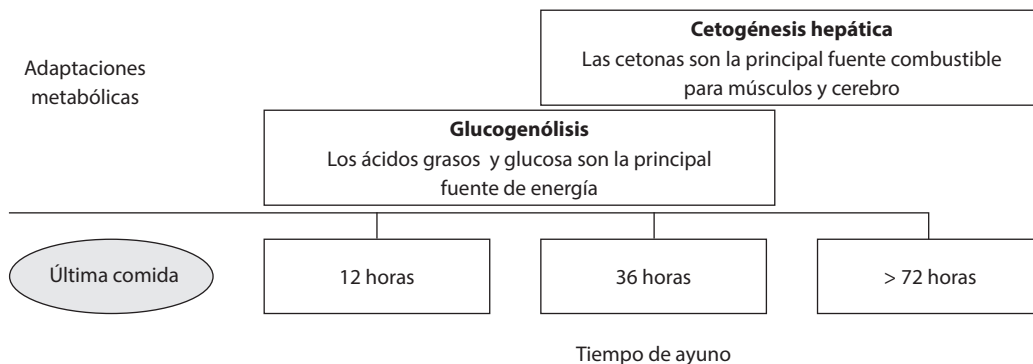 Cetogénesis hepática
Las cetonas son la principal fuente combustible
para músculos y cerebro
Adaptaciones
metabólicas
Glucogenólisis
Los ácidos grasos y glucosa son la principal
fuente de energía
Última comida
12 horas
36 horas
> 72 horas
Tiempo de ayuno